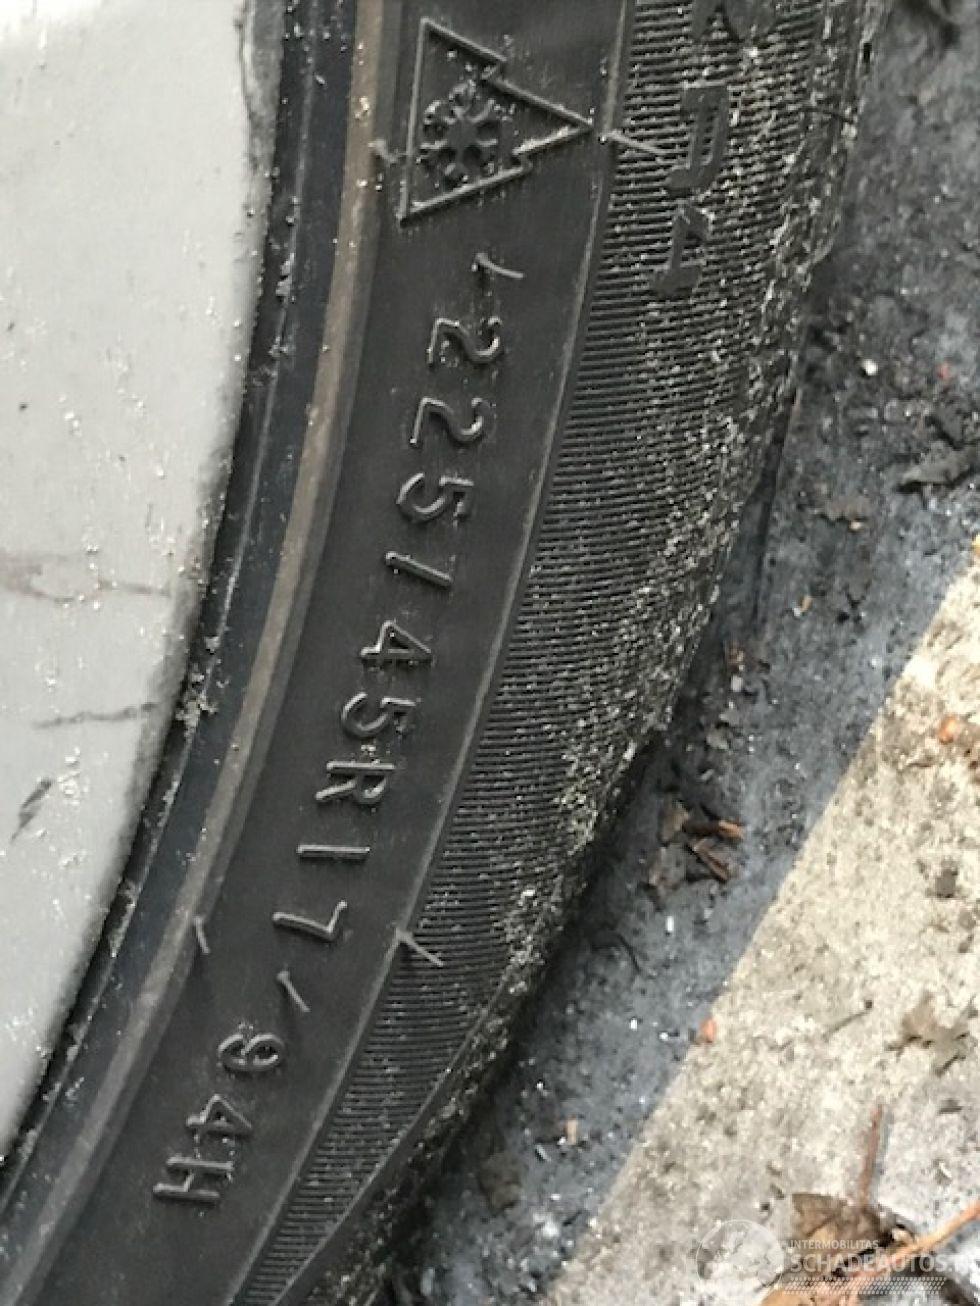 225/45R17 94H
INTERMOBILITAS
SCHADEAUTOS